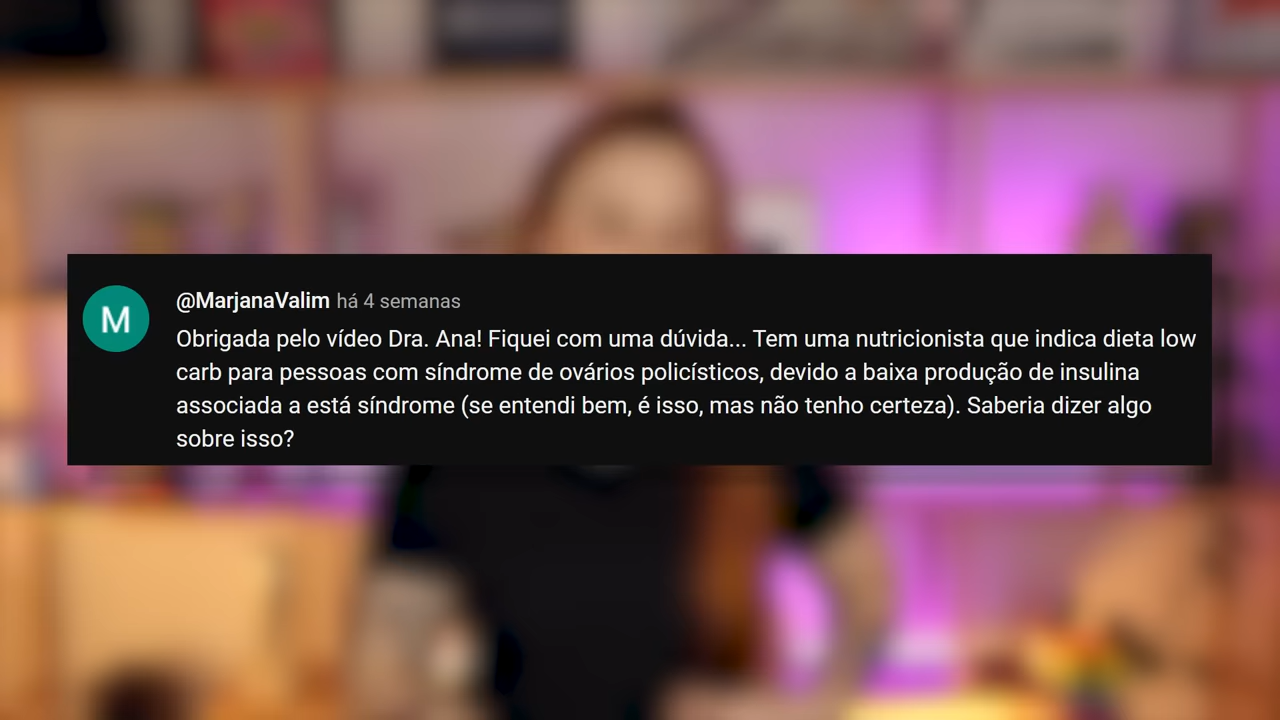 M
@MarjanaValim há 4 semanas
Obrigada pelo vídeo Dra. Ana! Fiquei com uma dúvida... Tem uma nutricionista que indica dieta low
carb para pessoas com síndrome de ovários policísticos, devido a baixa produção de insulina
associada a está síndrome (se entendi bem, é isso, mas não tenho certeza). Saberia dizer algo
sobre isso?